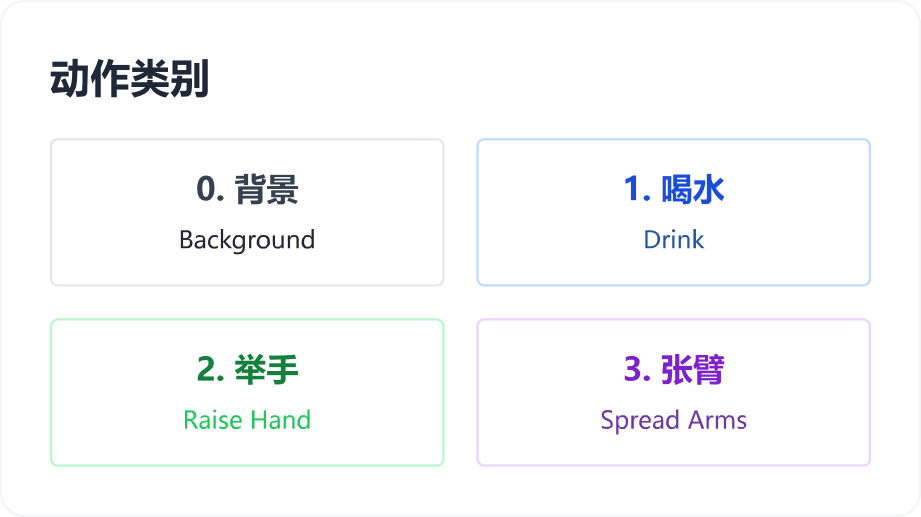 动作类别
0. 背景
Background
1. 喝水
Drink
2. 举手
Raise Hand
3. 张臂
Spread Arms